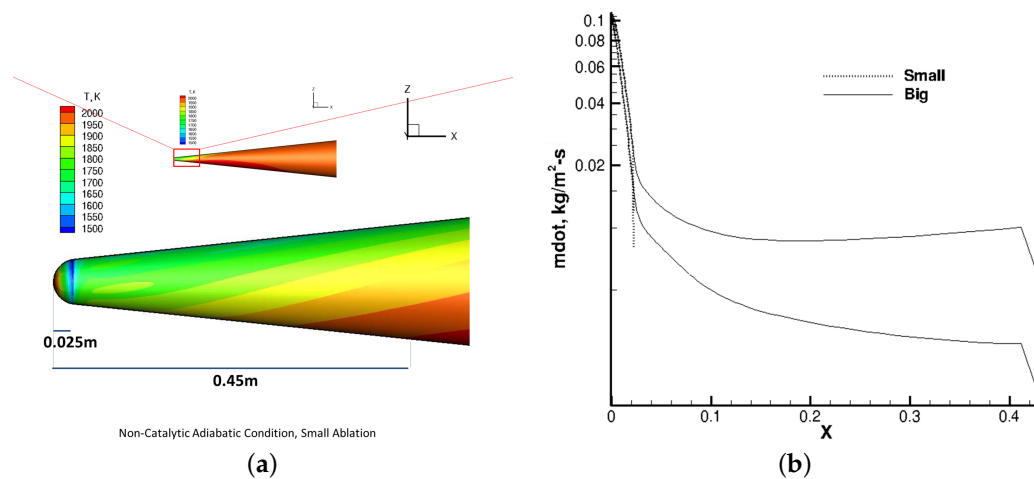 T, K
2000
1950
1900
1800
1700
1650
1600
1550
1500
Z
Y
X
0.025m
0.45m
Non-Catalytic Adiabatic Condition, Small Ablation
(a)
0.1
0.08
0.06
0.04
0.02
mdot, kg/m²-s
Small
Big
0
0.1
0.2
0.3
0.4
X
(b)